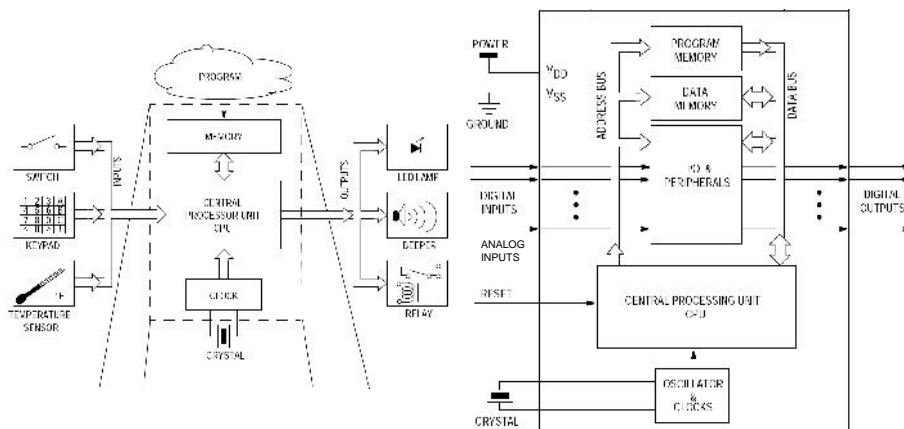 PROGRAM
MEMORY
SWITCH
INPUTS
KEYPAD
CENTRAL
PROCESSOR UNIT
CPU
°F
TEMPERATURE
SENSOR
CLOCK
CRYSTAL
OUTPUTS
LED LAMP
BEEPER
RELAY
POWER
VDD
VSS
GROUND
ADDRESS BUS
PROGRAM
MEMORY
DATA
MEMORY
DATA BUS
I/O &
PERIPHERALS
DIGITAL
INPUTS
DIGITAL
OUTPUTS
ANALOG
INPUTS
RESET
CENTRAL PROCESSING UNIT
CPU
OSCILLATOR
&
CLOCKS
CRYSTAL